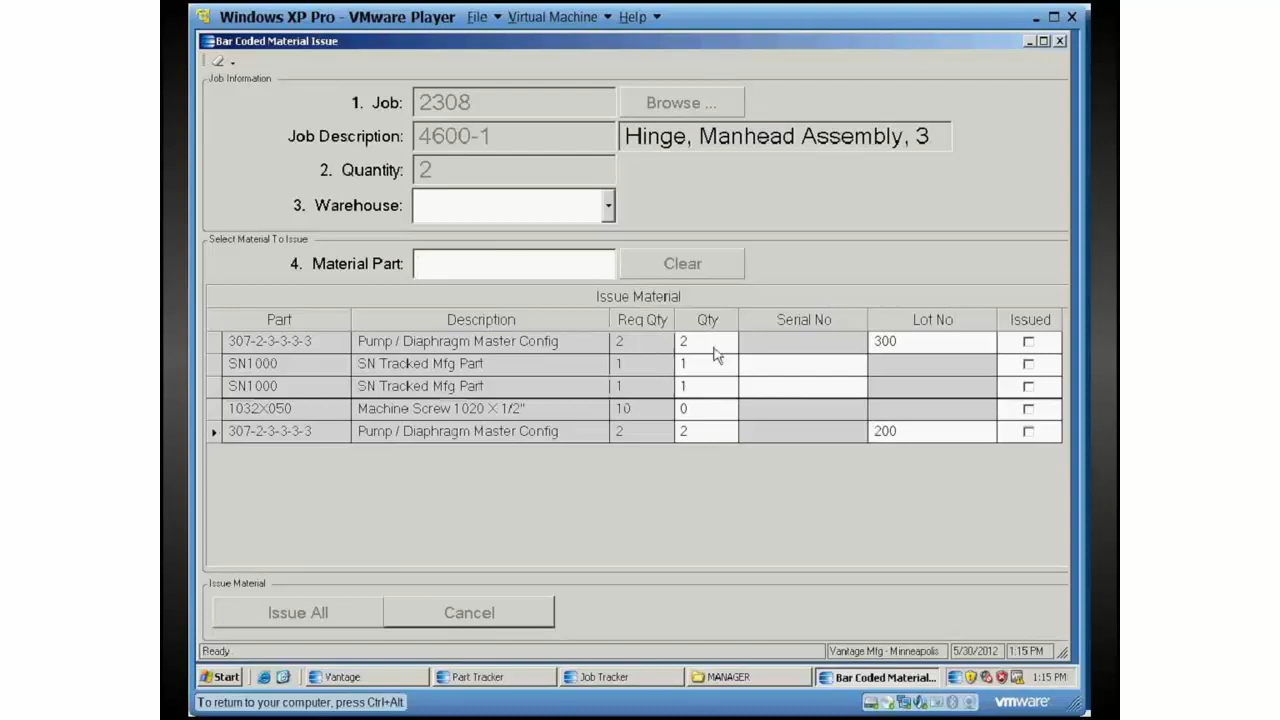 Windows XP Pro - VMware Player File Virtual Machine Help
Bar Coded Material Issue
Job Information
1. Job: 2308 Browse ...
Job Description: 4600-1 Hinge, Manhead Assembly, 3
2. Quantity: 2
3. Warehouse:
Select Material To Issue
4. Material Part: Clear
Issue Material
Part Description Req Qty Qty Serial No Lot No Issued
307-2-3-3-3-3 Pump / Diaphragm Master Config 2 2 300
SN1000 SN Tracked Mfg Part 1 1
SN1000 SN Tracked Mfg Part 1 1
1032X050 Machine Screw 1020 X 1/2" 10 0
307-2-3-3-3-3 Pump / Diaphragm Master Config 2 2 200
Issue Material
Issue All Cancel
Ready Vantage Mfg - Minneapolis 5/30/2012 1:15 PM
Start Vantage Part Tracker Job Tracker MANAGER Bar Coded Material... 1:15 PM
To return to your computer, press Ctrl+Alt vmware